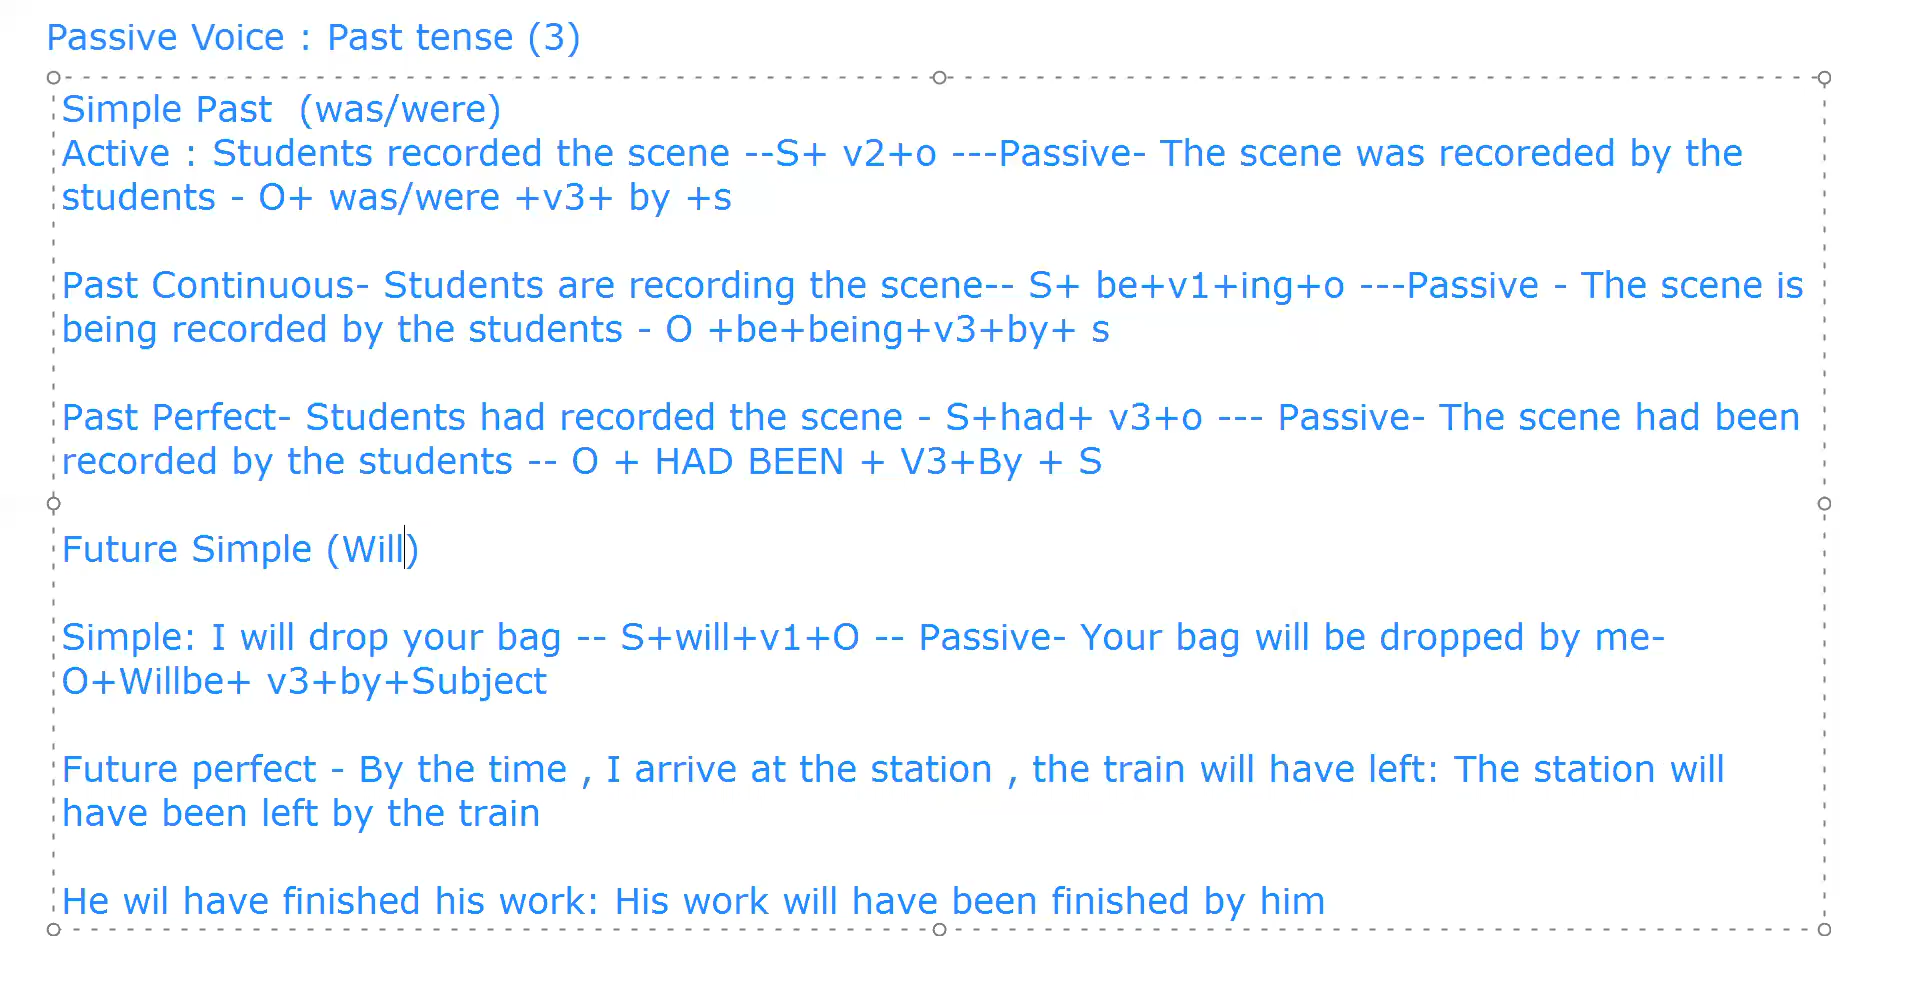 Passive Voice : Past tense (3)
Simple Past  (was/were)
Active : Students recorded the scene --S+ v2+o ---Passive- The scene was recoreded by the
students - O+ was/were +v3+ by +s
Past Continuous- Students are recording the scene-- S+ be+v1+ing+o ---Passive - The scene is
being recorded by the students - O +be+being+v3+by+ s
Past Perfect- Students had recorded the scene - S+had+ v3+o --- Passive- The scene had been
recorded by the students -- O + HAD BEEN + V3+By + S
Future Simple (Will)
Simple: I will drop your bag -- S+will+v1+O -- Passive- Your bag will be dropped by me-
O+Willbe+ v3+by+Subject
Future perfect - By the time , I arrive at the station , the train will have left: The station will
have been left by the train
He wil have finished his work: His work will have been finished by him